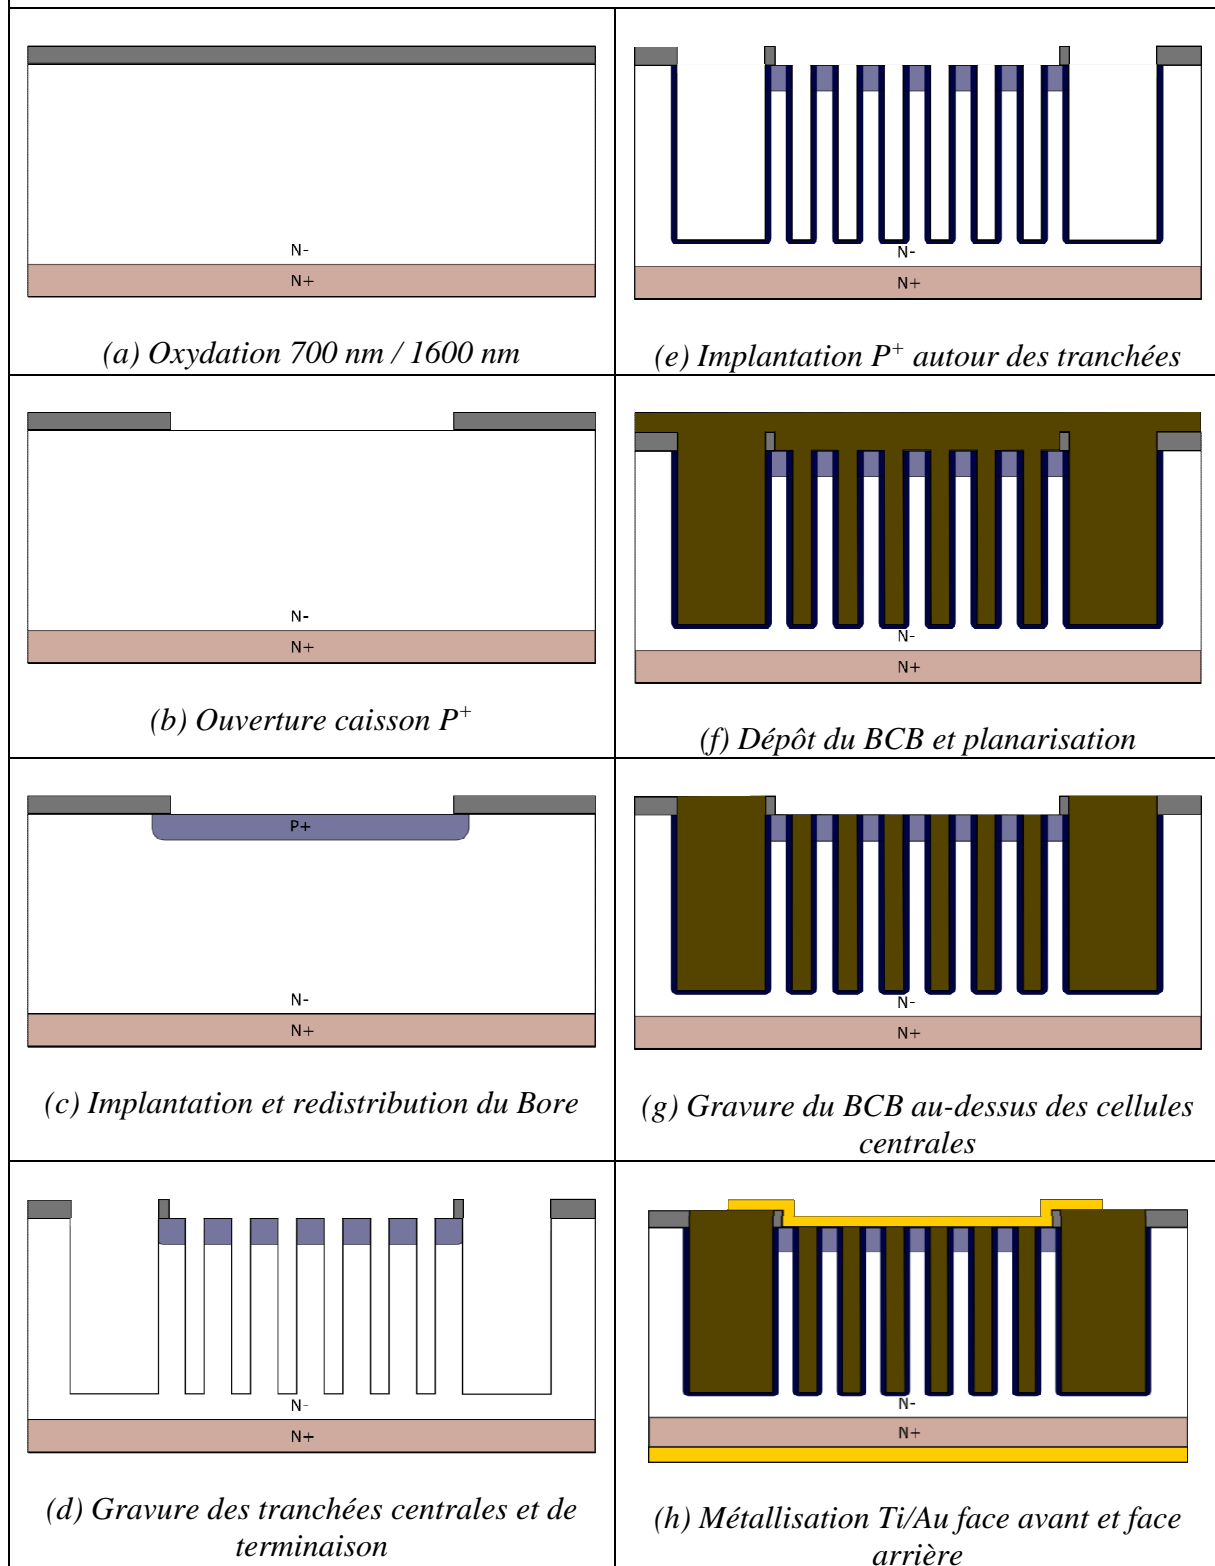 N-
N+
(a) Oxydation 700 nm / 1600 nm
N-
N+
(b) Ouverture caisson P+
P+
N-
N+
(c) Implantation et redistribution du Bore
N-
N+
(d) Gravure des tranchées centrales et de
terminaison
N-
N+
(e) Implantation P+ autour des tranchées
N-
N+
(f) Dépôt du BCB et planarisation
N-
N+
(g) Gravure du BCB au-dessus des cellules
centrales
N-
N+
(h) Métallisation Ti/Au face avant et face
arrière